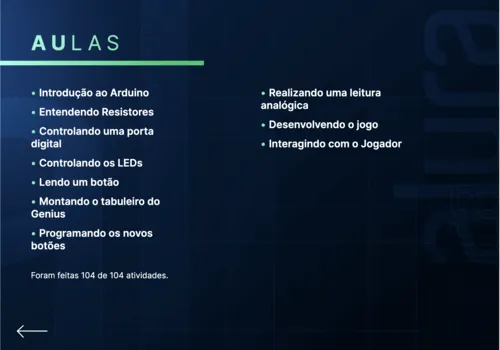 AULAS
• Introdução ao Arduino
• Entendendo Resistores
• Controlando uma porta
digital
• Controlando os LEDs
• Lendo um botão
• Montando o tabuleiro do
Genius
• Programando os novos
botões
• Realizando uma leitura
analógica
• Desenvolvendo o jogo
• Interagindo com o Jogador
Foram feitas 104 de 104 atividades.
alura